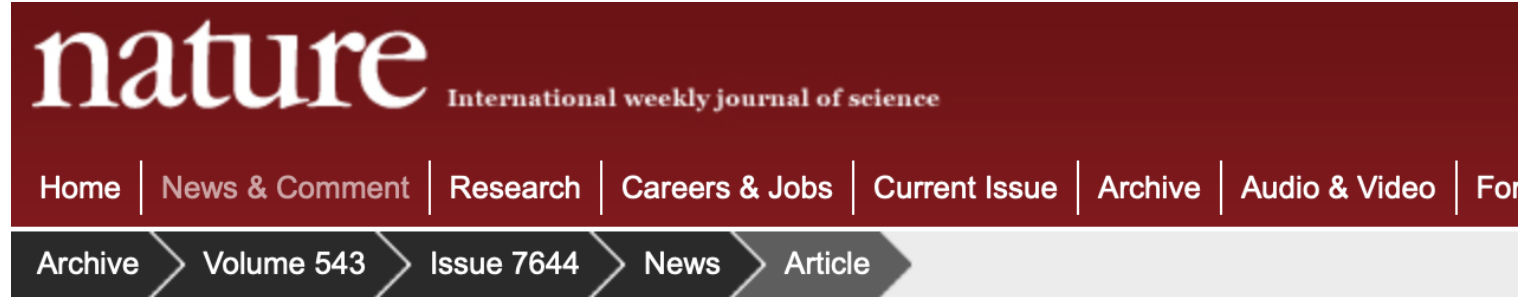 nature International weekly journal of science
Home News & Comment Research Careers & Jobs Current Issue Archive Audio & Video For
Archive Volume 543 Issue 7644 News Article